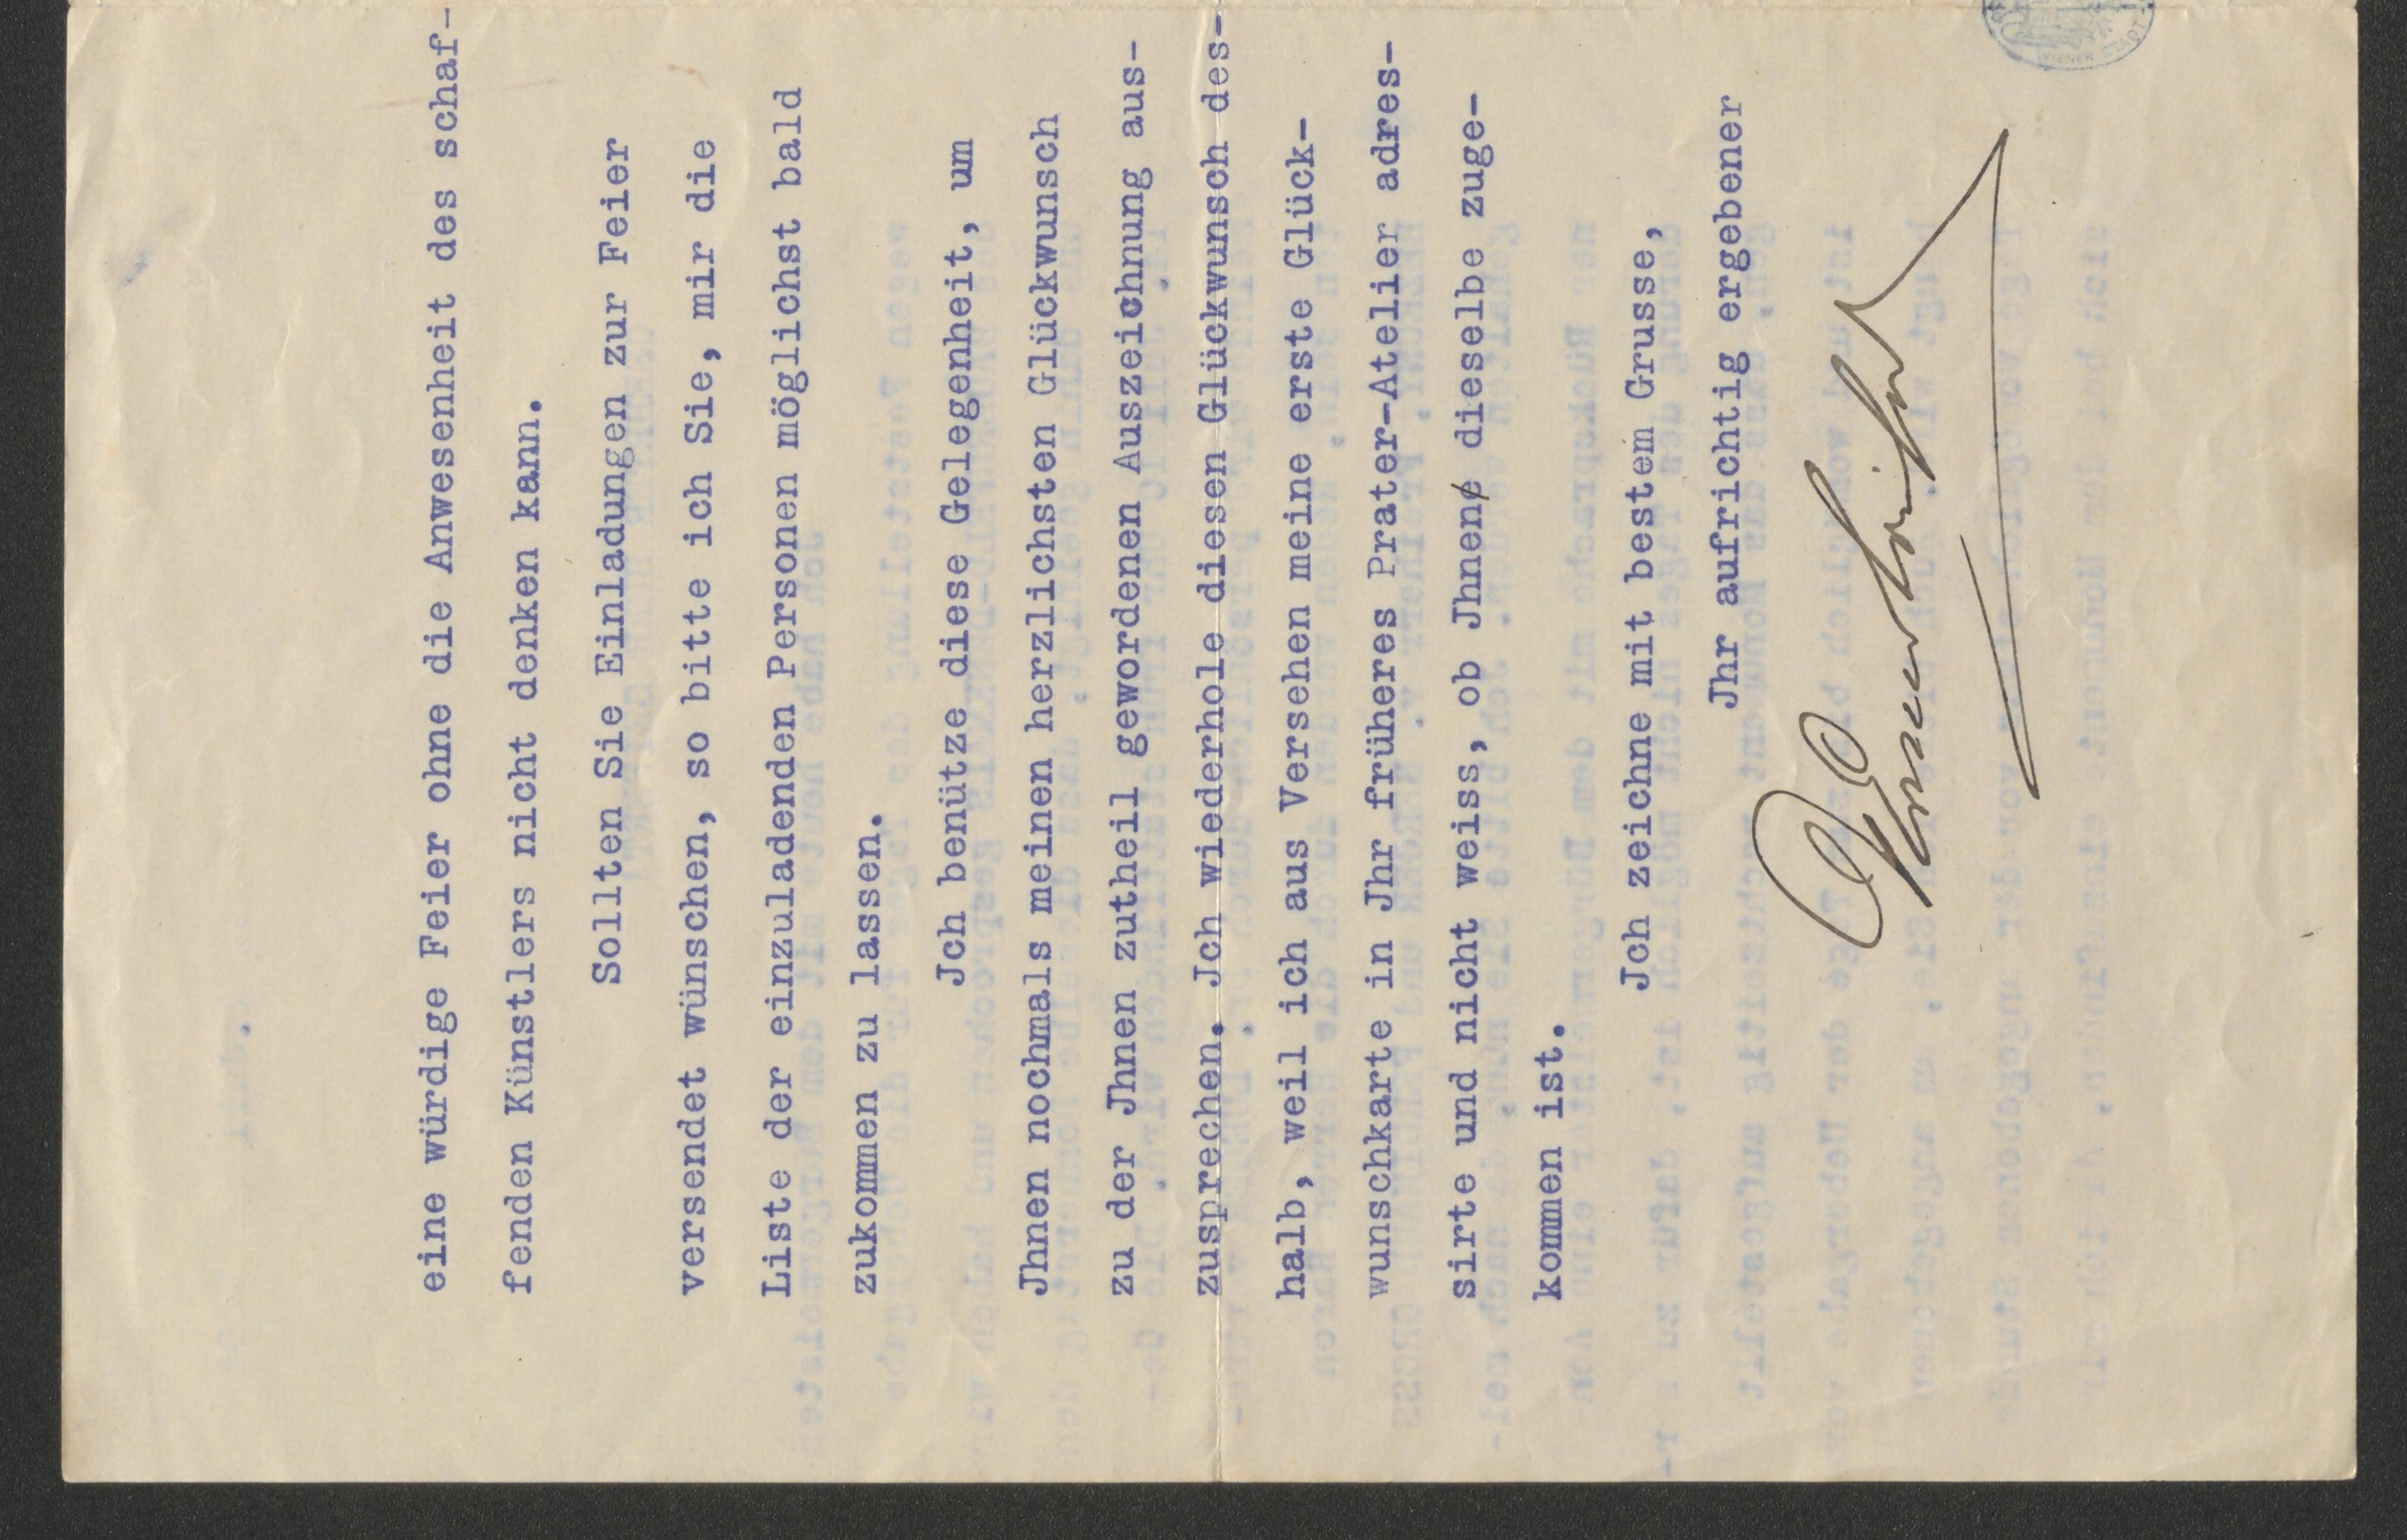 eine würdige Feier ohne die Anwesenheit des schaf-
fenden Künstlers nicht denken kann.
Sollten Sie Einladungen zur Feier
versendet wünschen, so bitte ich Sie, mir die
Liste der einzuladenden Personen möglichst bald
zukommen zu lassen.
Jch benütze diese Gelegenheit, um
Jhnen nochmals meinen herzlichsten Glückwunsch
zu der Jhnen zutheil gewordenen Auszeichnung aus-
zusprechen. Jch wiederhole diesen Glückwunsch des-
halb, weil ich aus Versehen meine erste Glück-
wunschkarte in Jhr früheres Prater-Atelier adres-
sirte und nicht weiss, ob Jhnen dieselbe zuge-
kommen ist.
Jch zeichne mit bestem Grusse,
Jhr aufrichtig ergebener
WIENER STADT